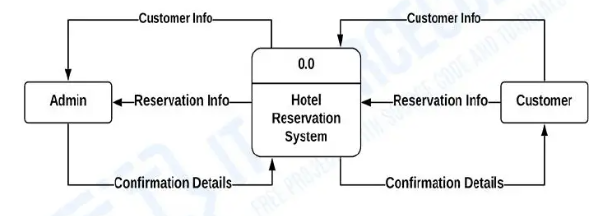 Customer Info
Customer Info
0.0
Admin
Reservation Info
Hotel
Reservation
System
Reservation Info
Customer
Confirmation Details
Confirmation Details